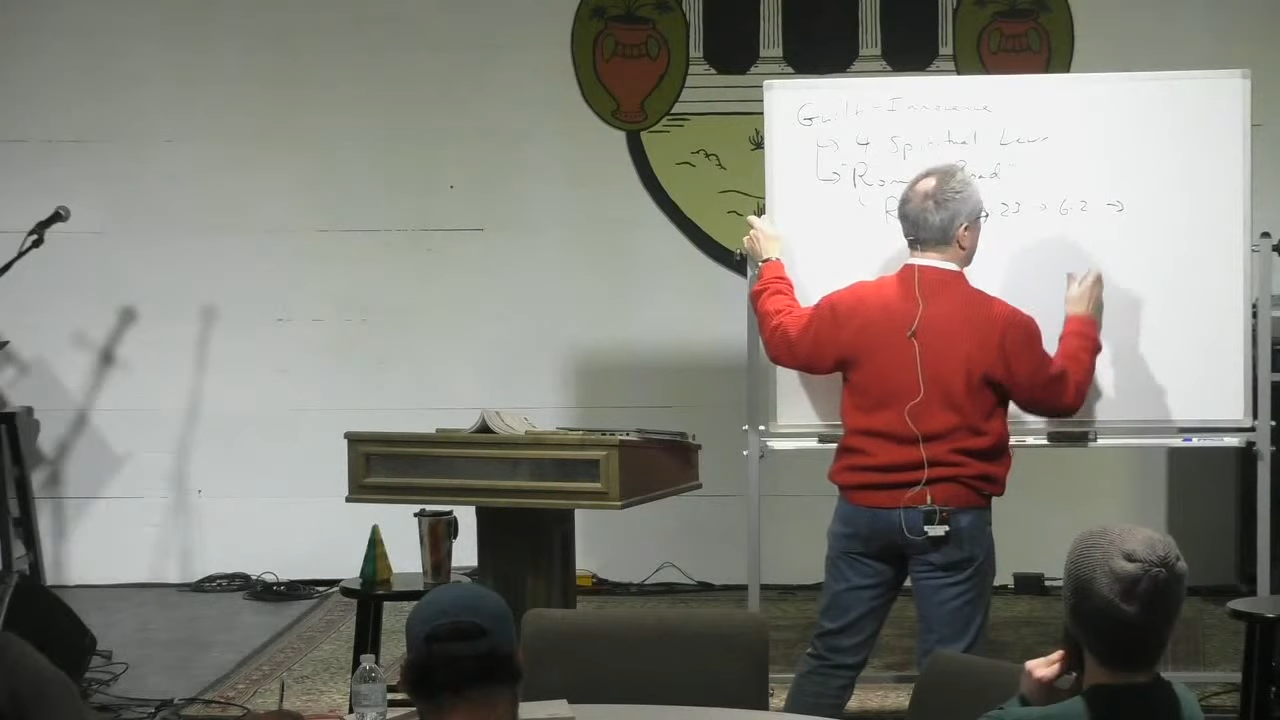 Guilt-Innocence
↳ 4 Spiritual Laws
↳ "Roman Road"
23 → 6:2 →